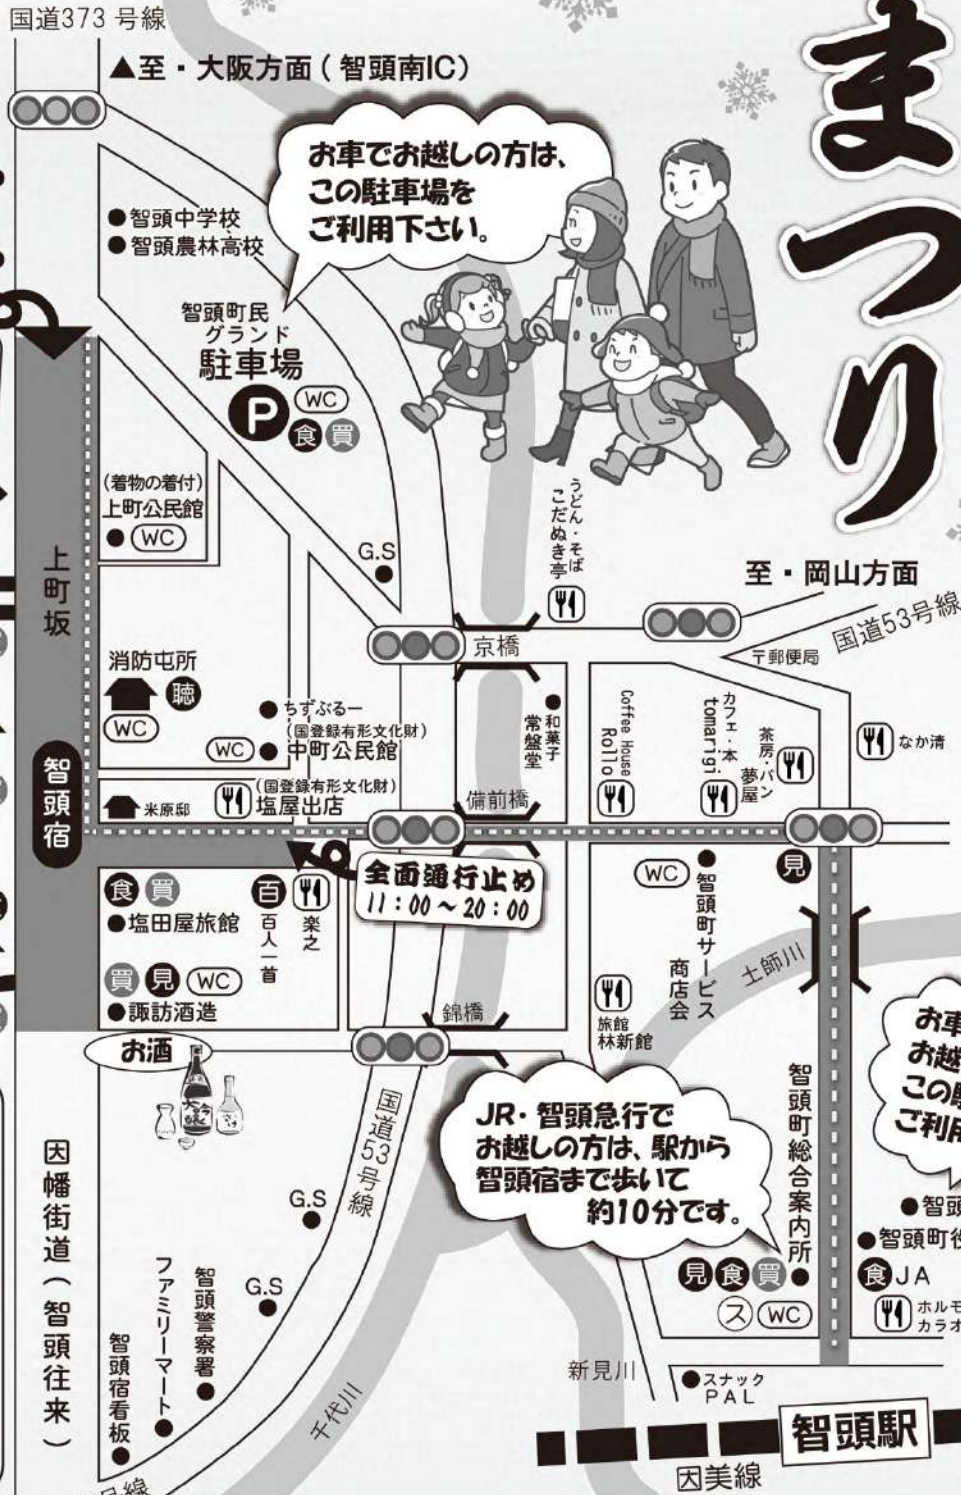 国道373号線
▲至・大阪方面(智頭南IC)
まつり
お車でお越しの方は、
この駐車場を
ご利用下さい。
●智頭中学校
●智頭農林高校
智頭町民
グランド
駐車場
P WC
食 買
(着物の着付)
上町公民館
●WC
上町坂
G.S
うどん・そば
こだぬき亭
至・岡山方面
国道53号線
京橋
〒郵便局
消防屯所
聴
WC
●ちずぶるー
(国登録有形文化財)
WC ●中町公民館
和菓子
常盤堂
Coffee House
Rollo
カフェ・本
tomarigi
茶房・パン
夢屋
なか清
智頭宿
米原邸
(国登録有形文化財)
塩屋出店
備前橋
全面通行止め
11:00～20:00
食 買
●塩田屋旅館
百
百人一首
楽之
買 見 WC
●諏訪酒造
お酒
錦橋
WC
●智頭町サービス
商店会
見
土師川
旅館
林新館
JR・智頭急行で
お越しの方は、駅から
智頭宿まで歩いて
約10分です。
智頭町総合案内所●
見 食 買
ス WC
お車
お越
この駐
ご利用
●智頭
●智頭町役
食 JA
ホルモ
カラオ
因幡街道(智頭往来)
国道53号線
G.S
G.S
智頭警察署●
ファミリーマート●
智頭宿看板●
号線
千代川
新見川
●スナック
PAL
智頭駅
因美線